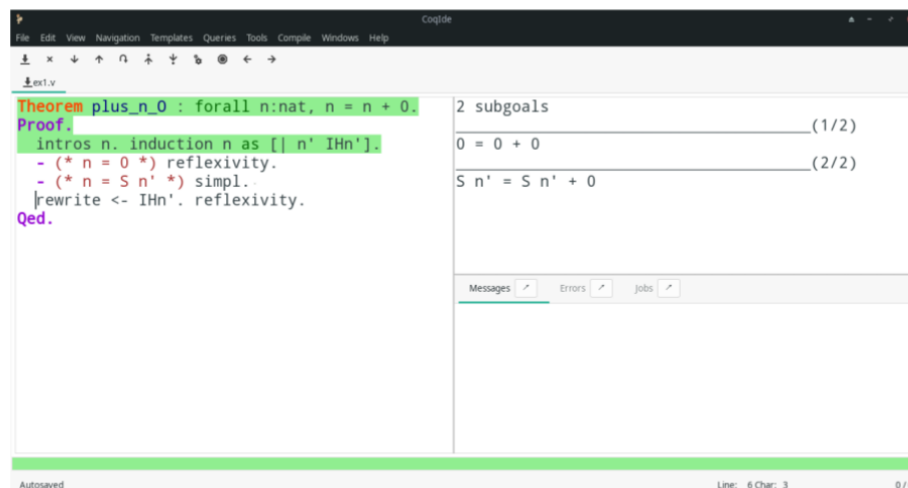 CoqIde
File Edit View Navigation Templates Queries Tools Compile Windows Help
ex1.v
Theorem plus_n_O : forall n:nat, n = n + 0.
Proof.
intros n. induction n as [| n' IHn'].
- (* n = 0 *) reflexivity.
- (* n = S n' *) simpl.
rewrite <- IHn'. reflexivity.
Qed.
2 subgoals
(1/2)
0 = 0 + 0
(2/2)
S n' = S n' + 0
Messages Errors Jobs
Autosaved Line: 6 Char: 3 0/